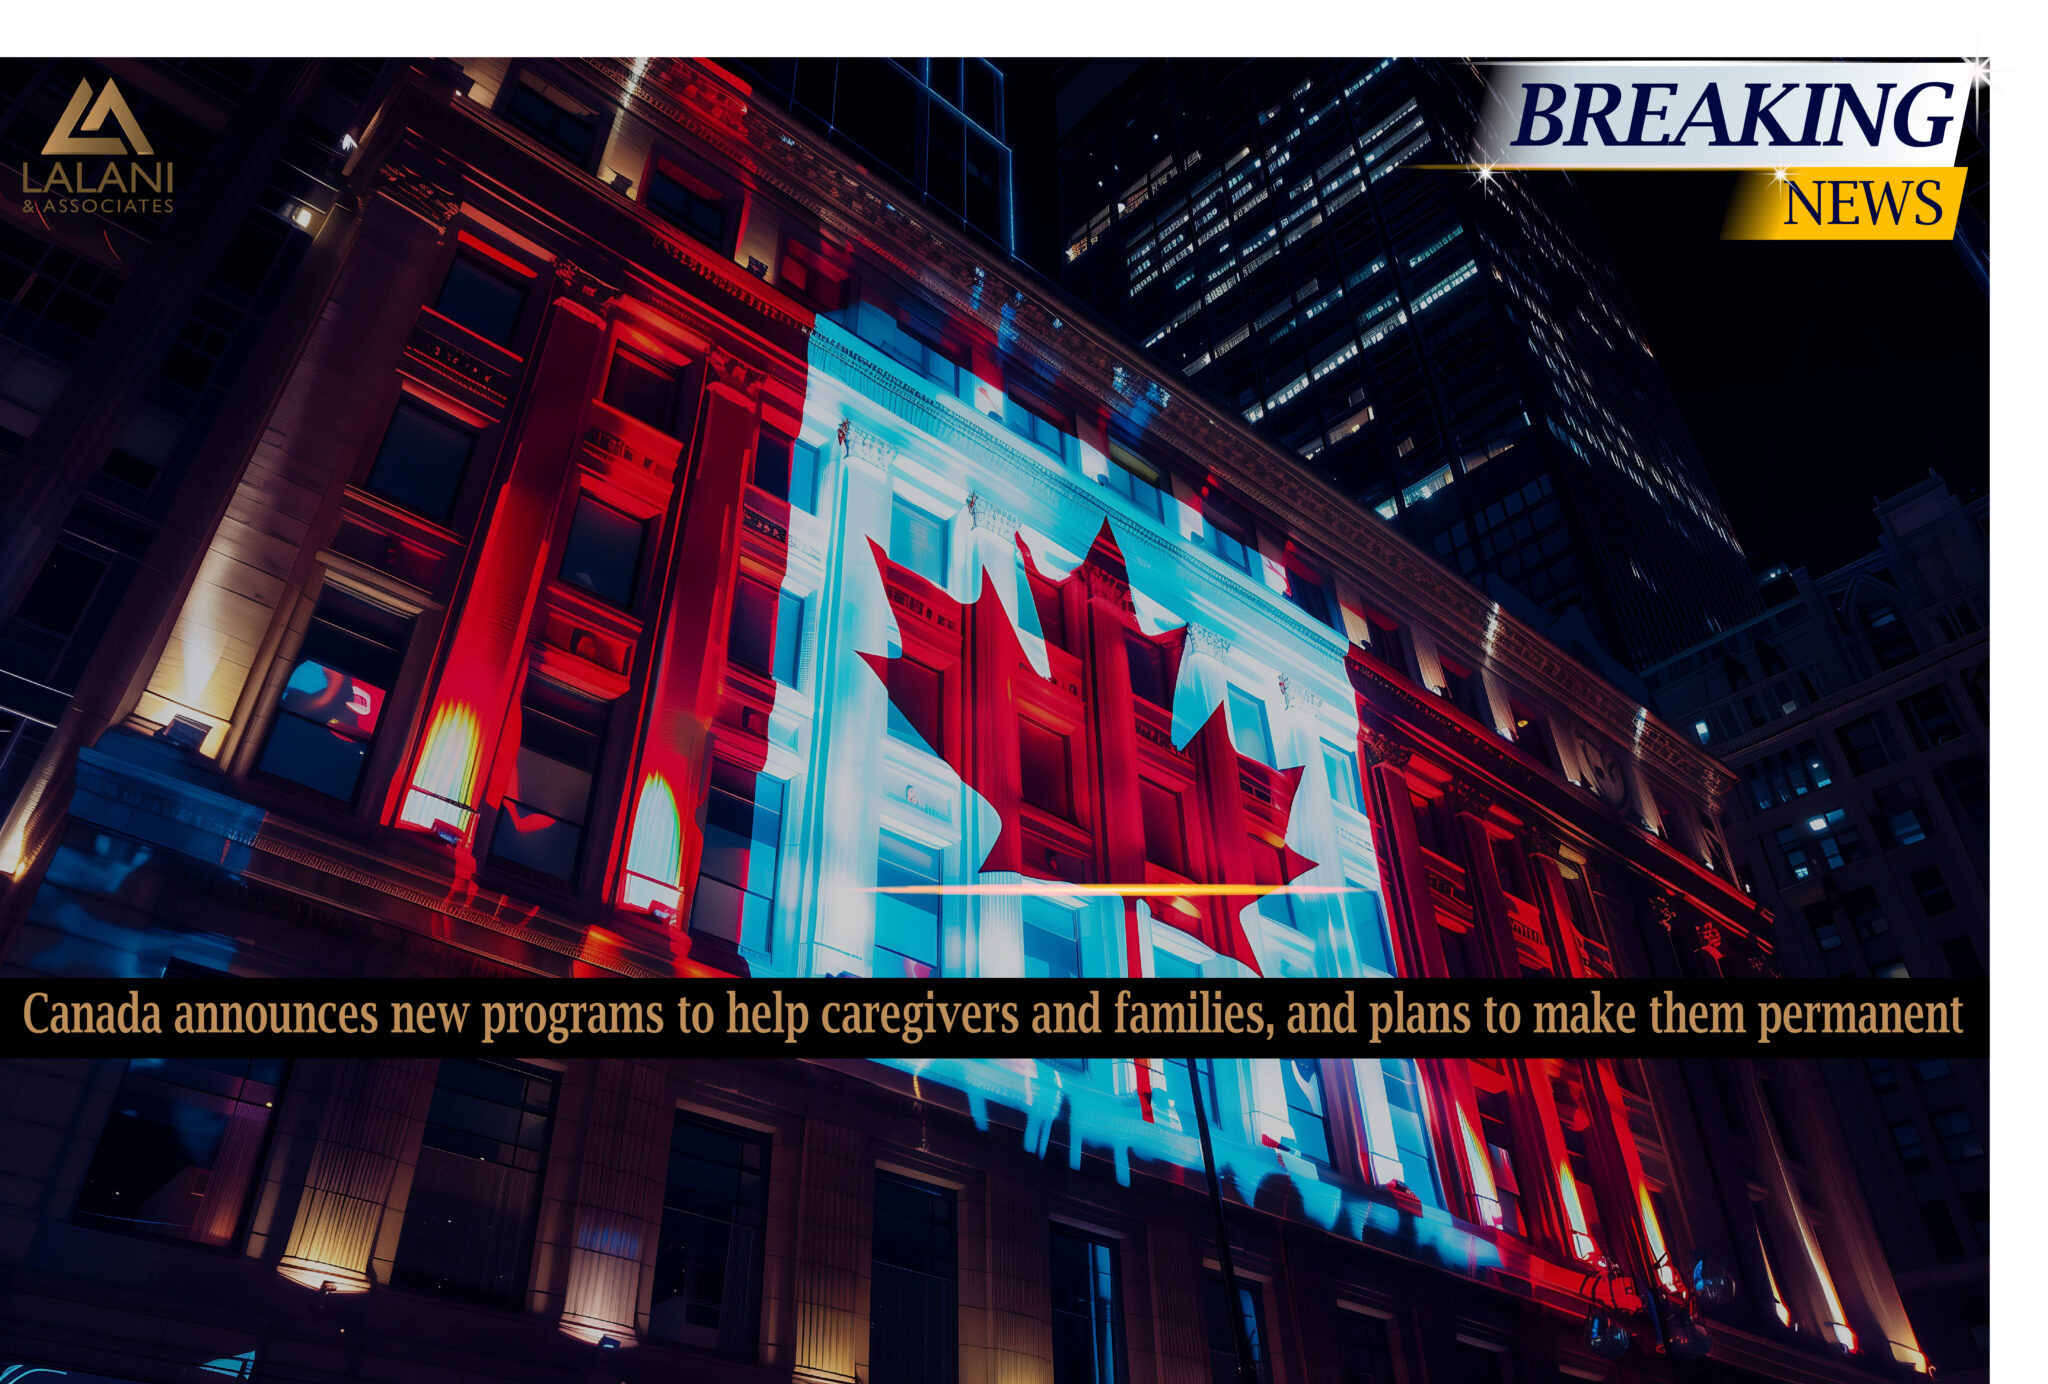 LALANI
& ASSOCIATES
BREAKING
NEWS
Canada announces new programs to help caregivers and families, and plans to make them permanent